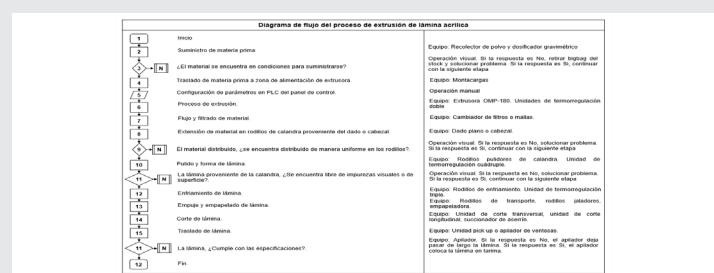 Diagrama de flujo del proceso de extrusión de lámina acrílica
1
Inicio
2
Suministro de materia prima
Equipo: Recolector de polvo y dosificador gravimétrico
3
N
¿El material se encuentra en condiciones para suministrarse?
Operación visual. Si la respuesta es No, retirar bigbag del
stock y solucionar problema. Si la respuesta es Si, continuar
con la siguiente etapa
4
Traslado de materia prima a zona de alimentación de extrusora.
Equipo: Montacargas
5
Configuración de parámetros en PLC del panel de control.
Operación manual
6
Proceso de extrusión.
Equipo: Extrusora OMP-180. Unidades de termorregulación
doble
7
Flujo y filtrado de material.
Equipo: Cambiador de filtros o mallas.
8
Extensión de material en rodillos de calandra proveniente del dado o cabezal.
Equipo: Dado plano o cabezal.
9
N
El material distribuido, ¿se encuentra distribuido de manera uniforme en los rodillos?.
Operación visual. Si la respuesta es No, solucionar problema.
Si la respuesta es Si, continuar con la siguiente etapa
10
Pulido y forma de lámina.
Equipo: Rodillos pulidores de calandra. Unidad de
termorregulación cuádruple.
11
N
La lámina proveniente de la calandra, ¿Se encuentra libre de impurezas visuales o de
superficie?.
Operación visual. Si la respuesta es No, solucionar problema.
Si la respuesta es Si, continuar con la siguiente etapa
12
Enfriamiento de lámina.
Equipo: Rodillos de enfriamiento. Unidad de termorregulación
triple.
13
Empuje y empapelado de lámina.
Equipo: Rodillos de transporte, rodillos jaladores,
empapeladora.
14
Corte de lámina.
Equipo: Unidad de corte transversal, unidad de corte
longitudinal, succionador de aserrín.
15
Traslado de lámina.
Equipo: Unidad pick up o apilador de ventosas.
11
N
La lámina, ¿Cumple con las especificaciones?.
Equipo: Apilador. Si la respuesta es No, el apilador deja
pasar de largo la lámina. Si la respuesta es Si, el apilador
coloca la lámina en tarima.
12
Fin.